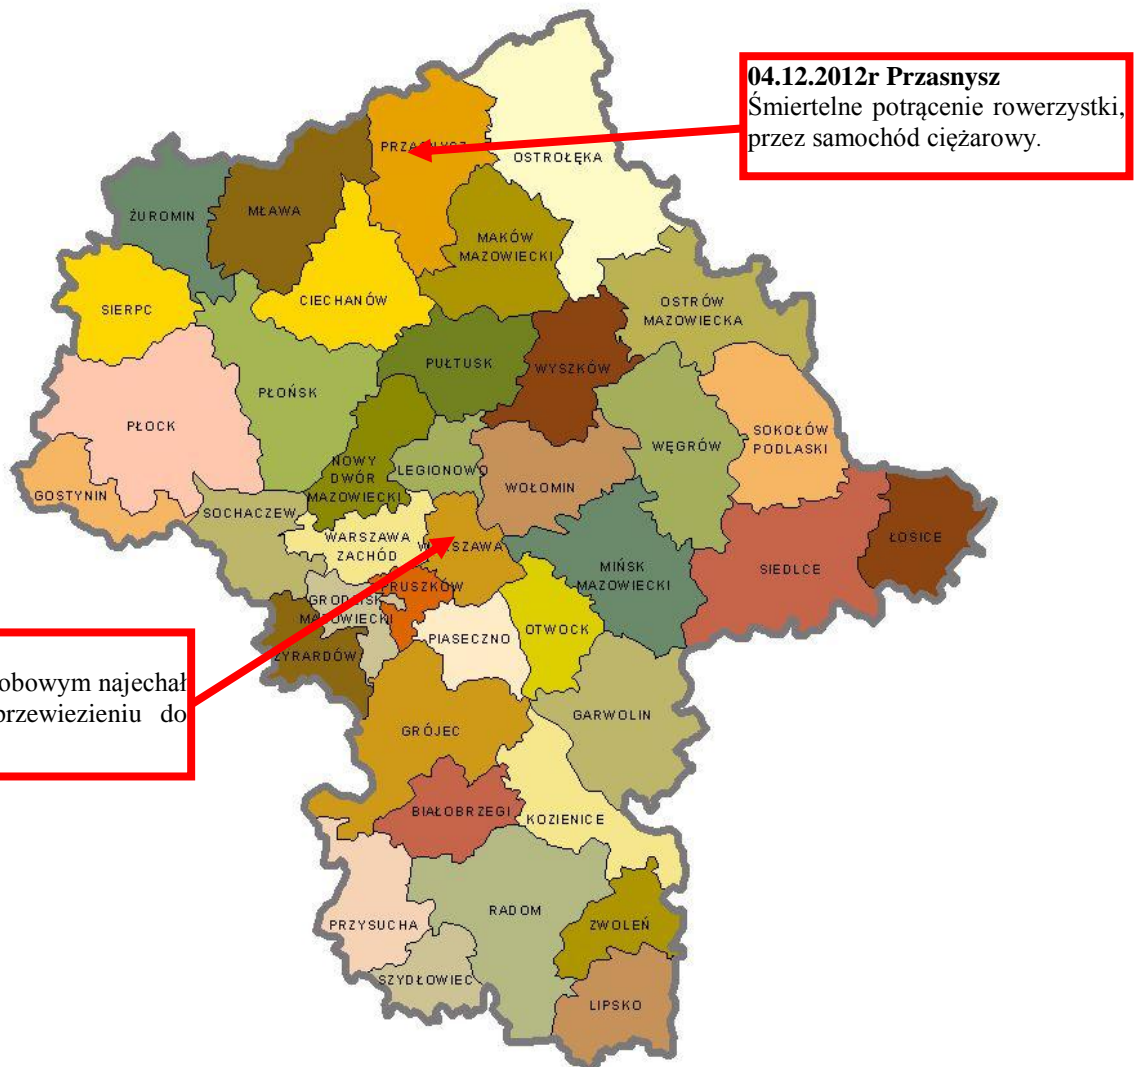 04.12.2012r Przasnysz
Śmiertelne potrącenie rowerzystki,
przez samochód ciężarowy.
PRZASNYSZ
OSTROŁĘKA
ŻUROMIN
MŁAWA
MAKÓW
MAZOWIECKI
SIERPC
CIECHANÓW
OSTRÓW
MAZOWIECKA
PŁOŃSK
PUŁTUSK
WYSZKÓW
PŁOCK
WĘGRÓW
SOKOŁÓW
PODLASKI
GOSTYNIN
NOWY
DWÓR
MAZOWIECKI
LEGIONOWO
WOŁOMIN
SOCHACZEW
WARSZAWA
ZACHÓD
WARSZAWA
MIŃSK
MAZOWIECKI
SIEDLCE
ŁOSICE
GRODZISK
MAZOWIECKI
PRUSZKÓW
PIASECZNO
OTWOCK
ŻYRARDÓW
obowym najechał
przewiezieniu do
GRÓJEC
GARWOLIN
BIAŁOBRZEGI
KOZIENICE
PRZYSUCHA
RADOM
ZWOLEŃ
SZYDŁOWIEC
LIPSKO